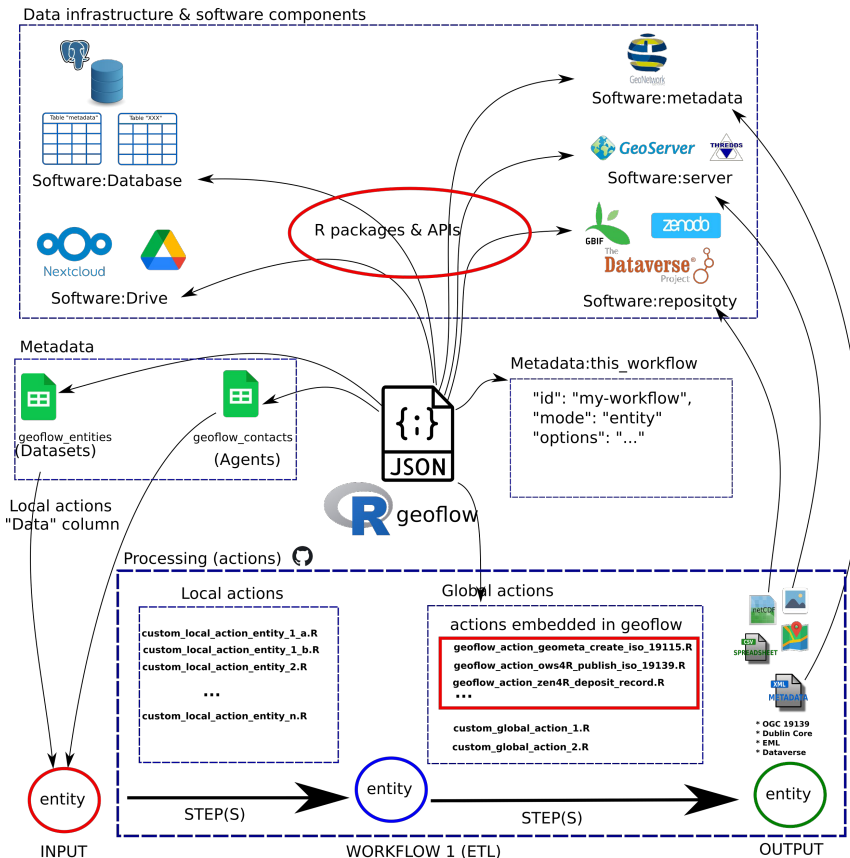 Data infrastructure & software components
GeoNetwork
Table "metadata"
Table "XXX"
Software:metadata
GeoServer
THREDDS
Software:Database
Software:server
R packages & APIs
zenodo
GBIF
Nextcloud
The
Dataverse®
Project
Software:Drive
Software:repositoty
Metadata
Metadata:this_workflow
"id": "my-workflow",
"mode": "entity"
"options": "..."
{;}
JSON
geoflow_entities
(Datasets)
geoflow_contacts
(Agents)
R geoflow
Local actions
"Data" column
Processing (actions)
Local actions
Global actions
custom_local_action_entity_1_a.R
custom_local_action_entity_1_b.R
custom_local_action_entity_2.R
...
custom_local_action_entity_n.R
actions embedded in geoflow
geoflow_action_geometa_create_iso_19115.R
geoflow_action_ows4R_publish_iso_19139.R
geoflow_action_zen4R_deposit_record.R
...
custom_global_action_1.R
custom_global_action_2.R
netCDF
CSV
SPREADSHEET
XML
METADATA
* OGC 19139
* Dublin Core
* EML
* Dataverse
entity
entity
entity
STEP(S)
STEP(S)
INPUT
WORKFLOW 1 (ETL)
OUTPUT